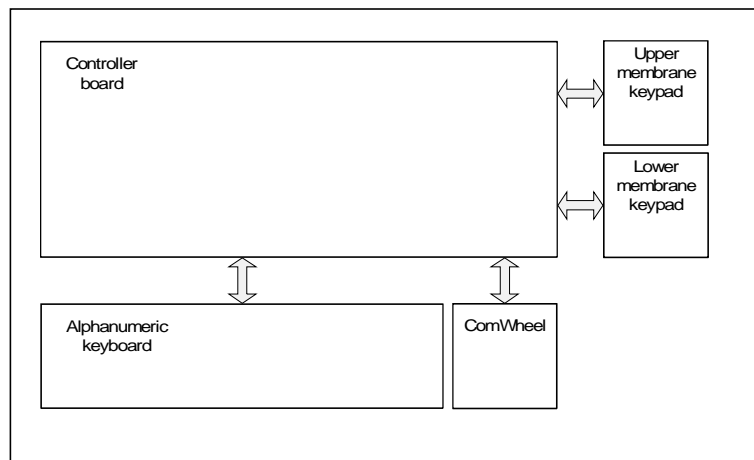 Controller
board
Upper
membrane
keypad
Lower
membrane
keypad
Alphanumeric
keyboard
ComWheel